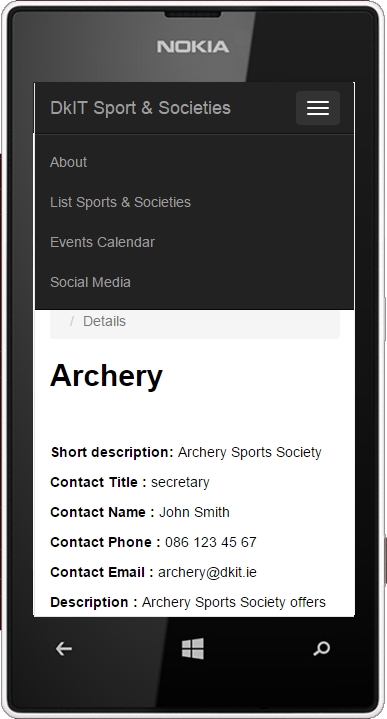 NOKIA
DkIT Sport & Societies
About
List Sports & Societies
Events Calendar
Social Media
/ Details
Archery
Short description: Archery Sports Society
Contact Title : secretary
Contact Name : John Smith
Contact Phone : 086 123 45 67
Contact Email : archery@dkit.ie
Description : Archery Sports Society offers